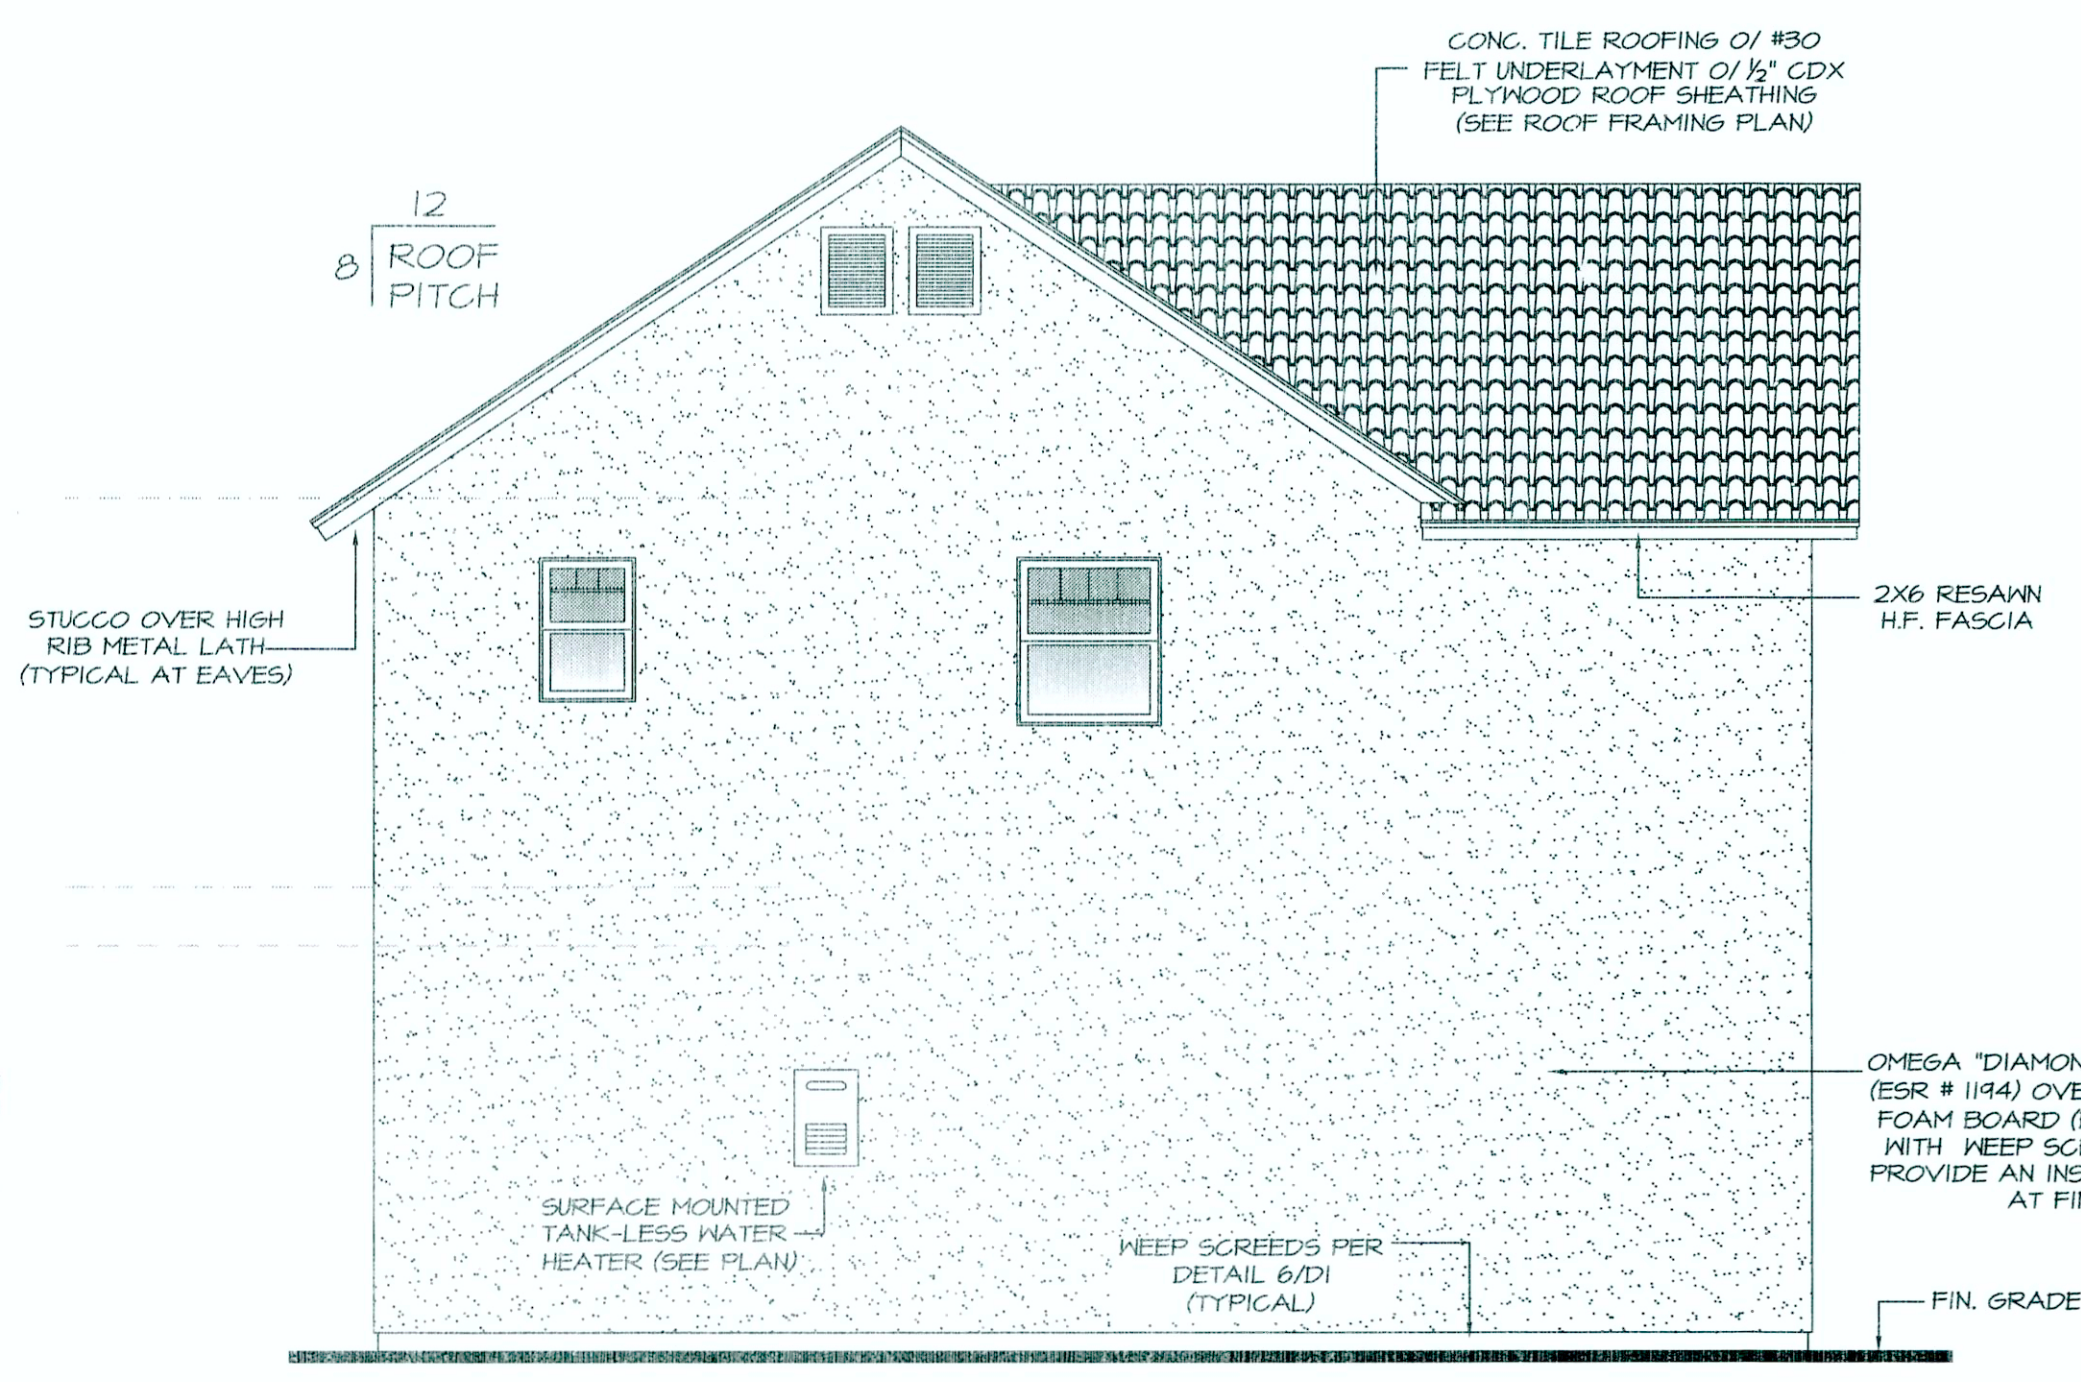 CONC. TILE ROOFING O/ #30
FELT UNDERLAYMENT O/ ½" CDX
PLYWOOD ROOF SHEATHING
(SEE ROOF FRAMING PLAN)
12
8
ROOF
PITCH
STUCCO OVER HIGH
RIB METAL LATH
(TYPICAL AT EAVES)
2X6 RESAWN
H.F. FASCIA
OMEGA "DIAMON
(ESR # 1194) OVE
FOAM BOARD (
WITH WEEP SC
PROVIDE AN INS
AT FI
SURFACE MOUNTED
TANK-LESS WATER
HEATER (SEE PLAN)
WEEP SCREEDS PER
DETAIL 6/D1
(TYPICAL)
FIN. GRADE